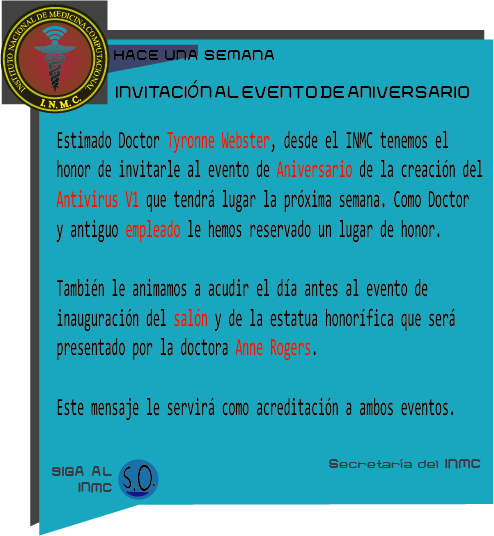 INSTITUTO NACIONAL DE MEDICINA COMPUTACIONAL
I.N.M.C.
HACE UNA SEMANA
INVITACIÓN AL EVENTO DE ANIVERSARIO
Estimado Doctor Tyronne Webster, desde el INMC tenemos el
honor de invitarle al evento de Aniversario de la creación del
Antivirus V1 que tendrá lugar la próxima semana. Como Doctor
y antiguo empleado le hemos reservado un lugar de honor.
También le animamos a acudir el día antes al evento de
inauguración del salón y de la estatua honorífica que será
presentado por la doctora Anne Rogers.
Este mensaje le servirá como acreditación a ambos eventos.
Secretaría del INMC
SIGA AL
INMC
S.O.